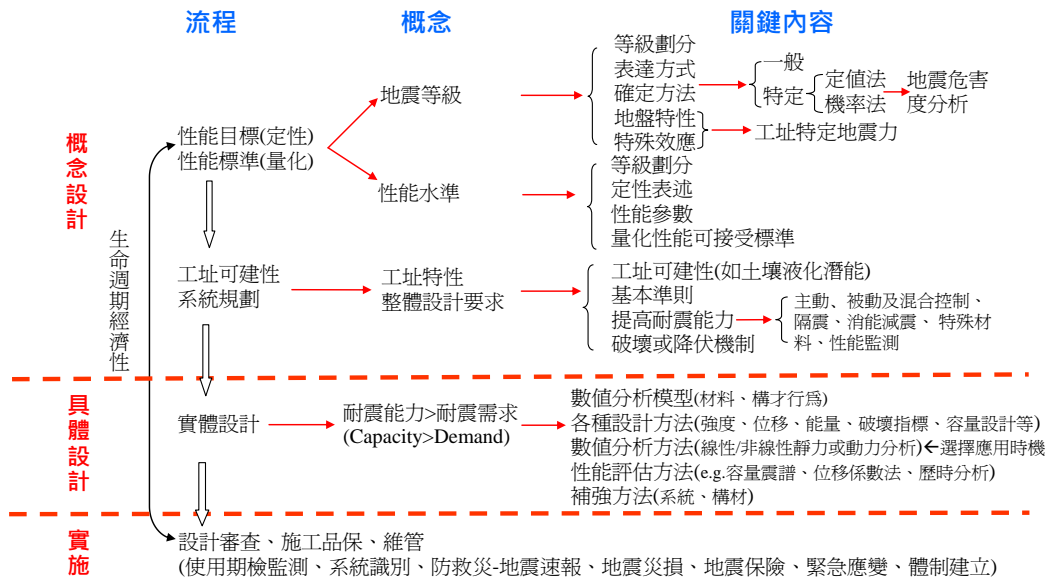 流程
概念
關鍵內容
概念設計
性能目標(定性)
性能標準(量化)
地震等級
等級劃分
表達方式
確定方法
地盤特性
特殊效應
一般
特定
定值法
機率法
地震危害
度分析
工址特定地震力
性能水準
等級劃分
定性表述
性能參數
量化性能可接受標準
生命週期經濟性
工址可建性
系統規劃
工址特性
整體設計要求
工址可建性(如土壤液化潛能)
基本準則
提高耐震能力
破壞或降伏機制
主動、被動及混合控制、
隔震、消能減震、特殊材
料、性能監測
具體設計
實體設計
耐震能力>耐震需求
(Capacity>Demand)
數值分析模型(材料、構才行為)
各種設計方法(強度、位移、能量、破壞指標、容量設計等)
數值分析方法(線性/非線性靜力或動力分析)←選擇應用時機
性能評估方法(e.g.容量震譜、位移係數法、歷時分析)
補強方法(系統、構材)
實施
設計審查、施工品保、維管
(使用期檢監測、系統識別、防救災-地震速報、地震災損、地震保險、緊急應變、體制建立)